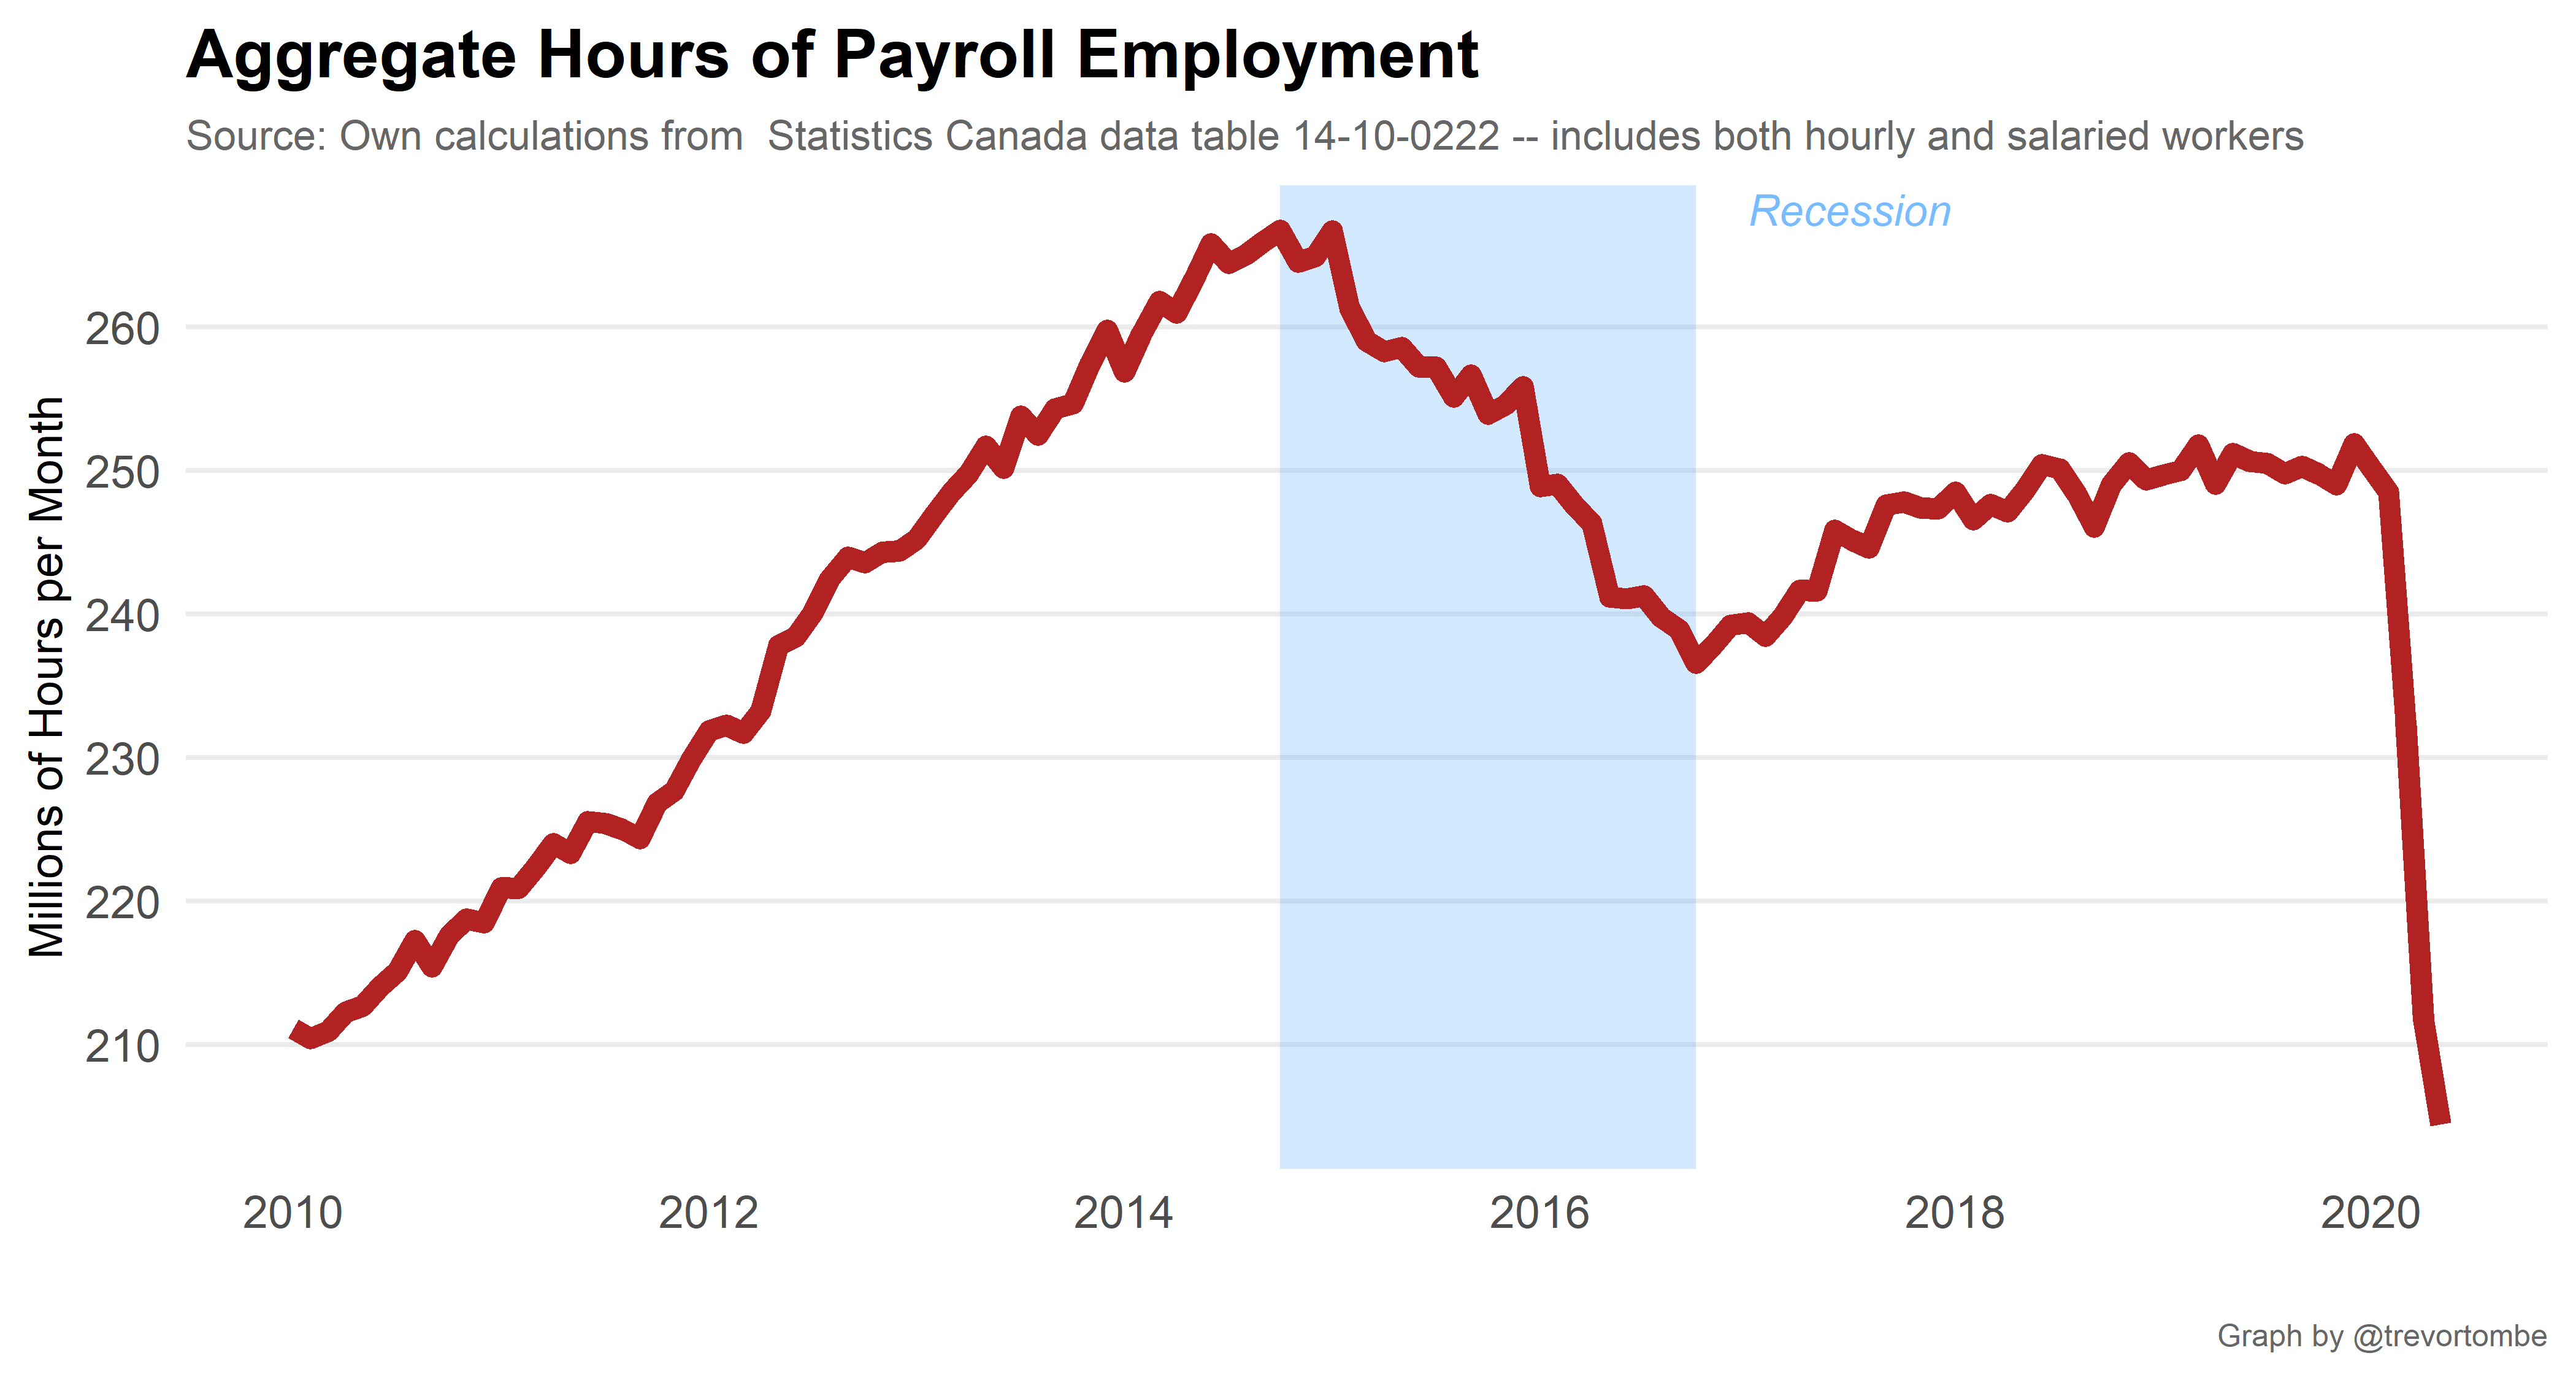 Aggregate Hours of Payroll Employment
Source: Own calculations from  Statistics Canada data table 14-10-0222 -- includes both hourly and salaried workers
Recession
Millions of Hours per Month
260
250
240
230
220
210
2010 2012 2014 2016 2018 2020
Graph by @trevortombe